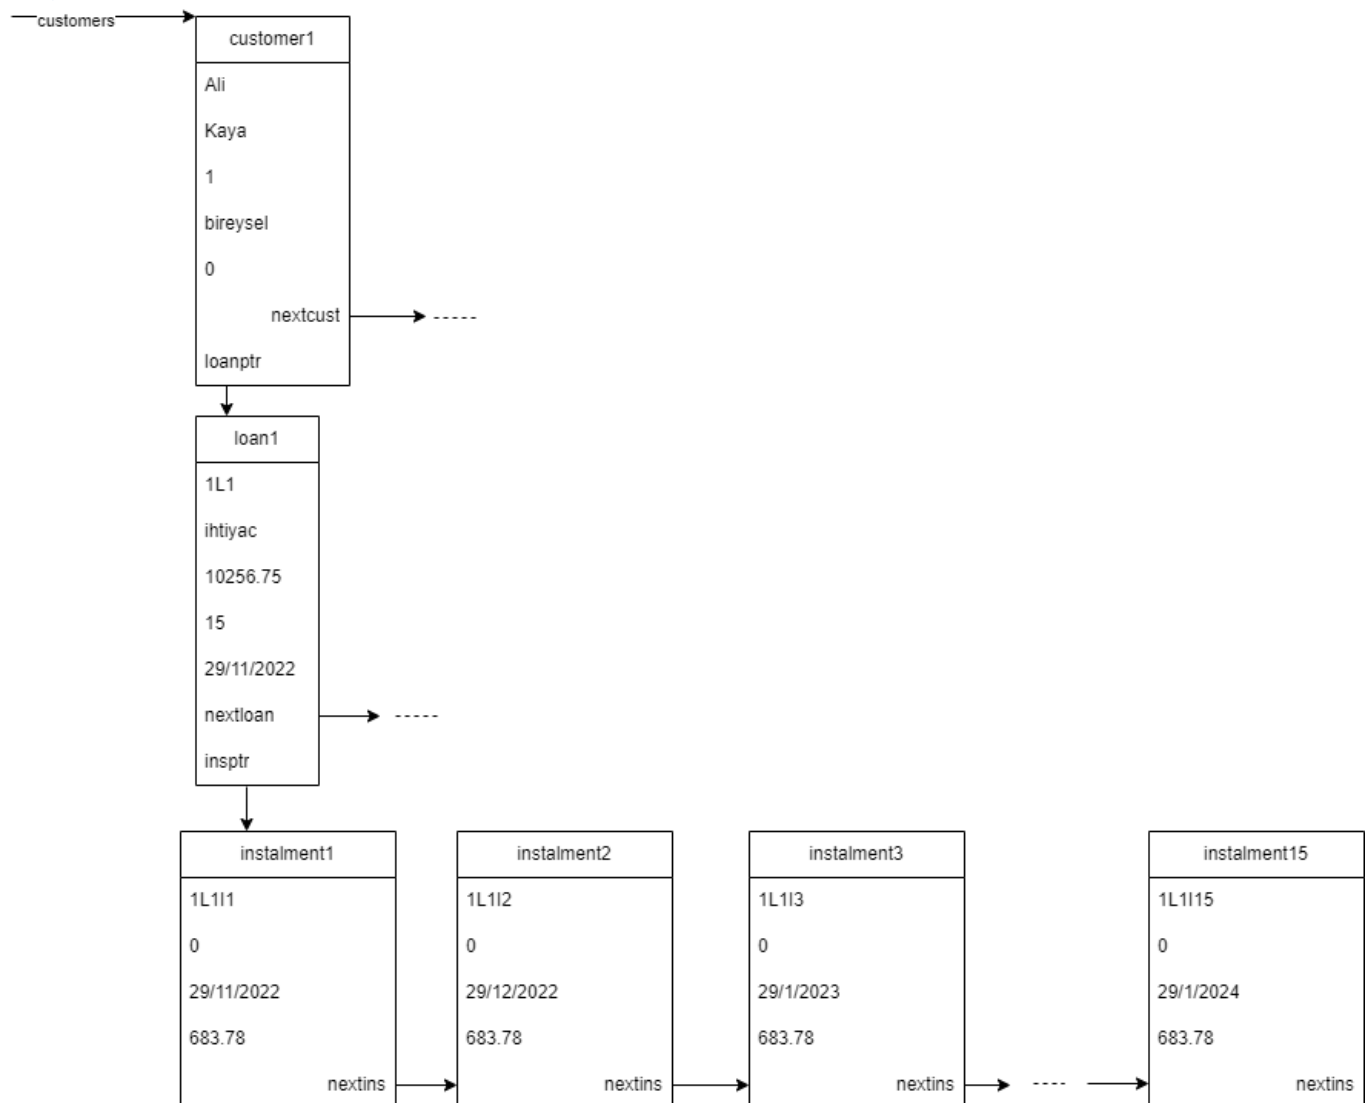 customers
customer1
Ali
Kaya
1
bireysel
0
nextcust
-----
loanptr
loan1
1L1
ihtiyac
10256.75
15
29/11/2022
nextloan
-----
insptr
instalment1
1L1I1
0
29/11/2022
683.78
nextins
instalment2
1L1I2
0
29/12/2022
683.78
nextins
instalment3
1L1I3
0
29/1/2023
683.78
nextins
----
instalment15
1L1I15
0
29/1/2024
683.78
nextins